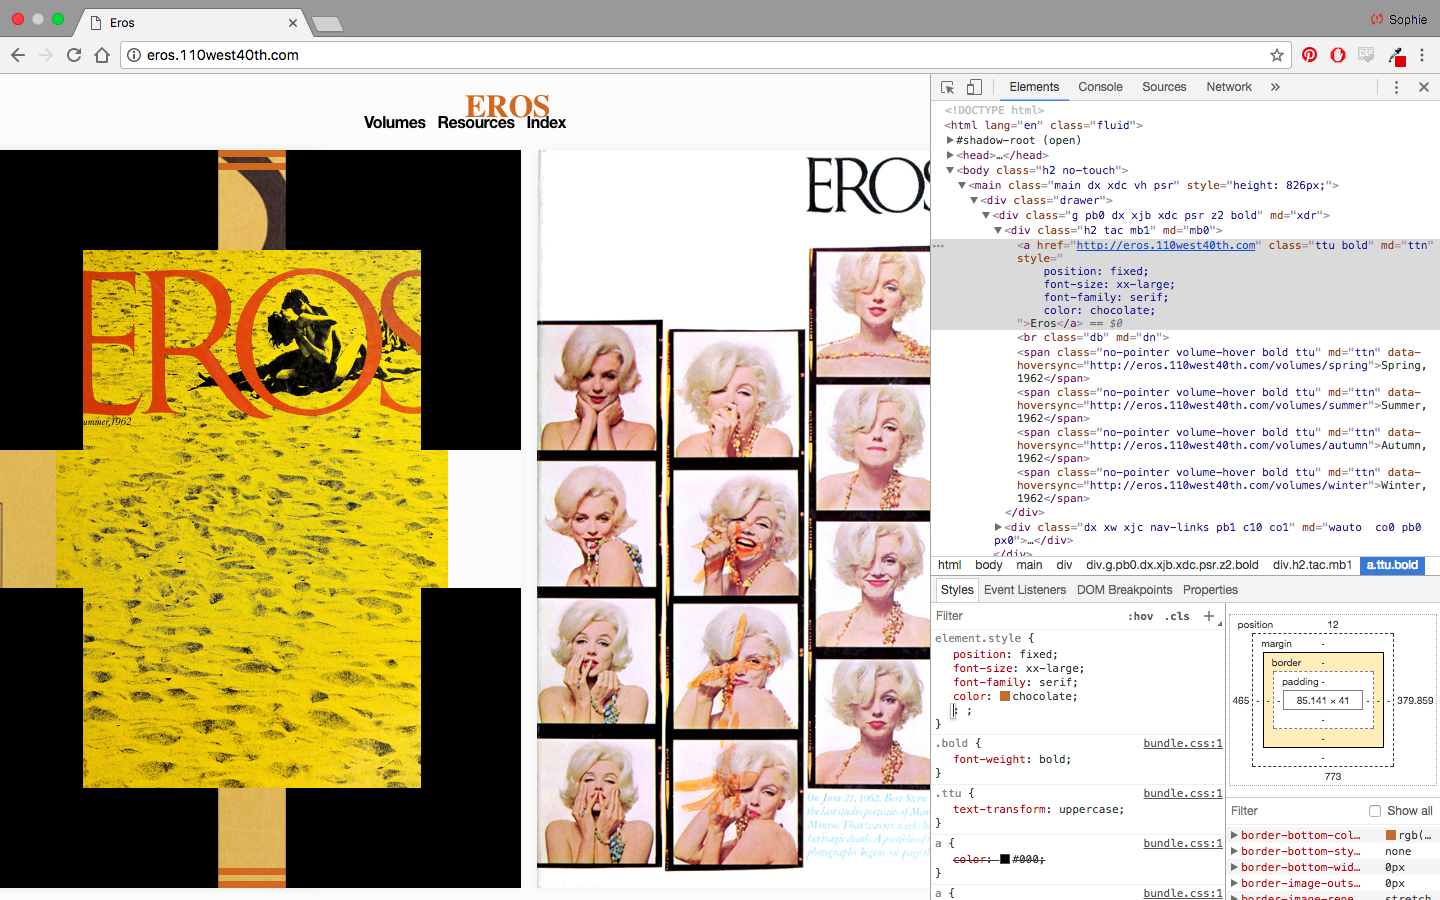 Eros
Sophie
eros.110west40th.com
EROS
Volumes Resources Index
EROS
ummer, 1962
EROS
On June 21, 1962, Bert Stern
the last studio portraits of Mar
Monroe. That was six weeks be
her tragic death. A portfolio of t
photographs begins on page th
Elements Console Sources Network »
<!DOCTYPE html>
<html lang="en" class="fluid">
▶#shadow-root (open)
▶<head>…</head>
▼<body class="h2 no-touch">
▼<main class="main dx xdc vh psr" style="height: 826px;">
▼<div class="drawer">
▼<div class="g pb0 dx xjb xdc psr z2 bold" md="xdr">
▼<div class="h2 tac mb1" md="mb0">
<a href="http://eros.110west40th.com" class="ttu bold" md="ttn"
style="
position: fixed;
font-size: xx-large;
font-family: serif;
color: chocolate;
">Eros</a> == $0
<br class="db" md="dn">
<span class="no-pointer volume-hover bold ttu" md="ttn" data-
hoversync="http://eros.110west40th.com/volumes/spring">Spring,
1962</span>
<span class="no-pointer volume-hover bold ttu" md="ttn" data-
hoversync="http://eros.110west40th.com/volumes/summer">Summer,
1962</span>
<span class="no-pointer volume-hover bold ttu" md="ttn" data-
hoversync="http://eros.110west40th.com/volumes/autumn">Autumn,
1962</span>
<span class="no-pointer volume-hover bold ttu" md="ttn" data-
hoversync="http://eros.110west40th.com/volumes/winter">Winter,
1962</span>
</div>
▶<div class="dx xw xjc nav-links pb1 c10 co1" md="wauto  co0 pb0
px0">…</div>
</div>
html body main div div.g.pb0.dx.xjb.xdc.psr.z2.bold div.h2.tac.mb1 a.ttu.bold
Styles Event Listeners DOM Breakpoints Properties
Filter :hov .cls +
element.style {
position: fixed;
font-size: xx-large;
font-family: serif;
color: chocolate;
: ;
}
.bold { bundle.css:1
font-weight: bold;
}
.ttu { bundle.css:1
text-transform: uppercase;
}
a { bundle.css:1
color: #000;
}
a { bundle.css:1
position 12
margin -
border -
padding -
465 - - - 85.141 × 41 - - - 379.859
-
-
-
773
Filter Show all
▶border-bottom-col… rgb(…
▶border-bottom-sty… none
▶border-bottom-wid… 0px
▶border-image-outs… 0px
▶border-image-repe… stretch